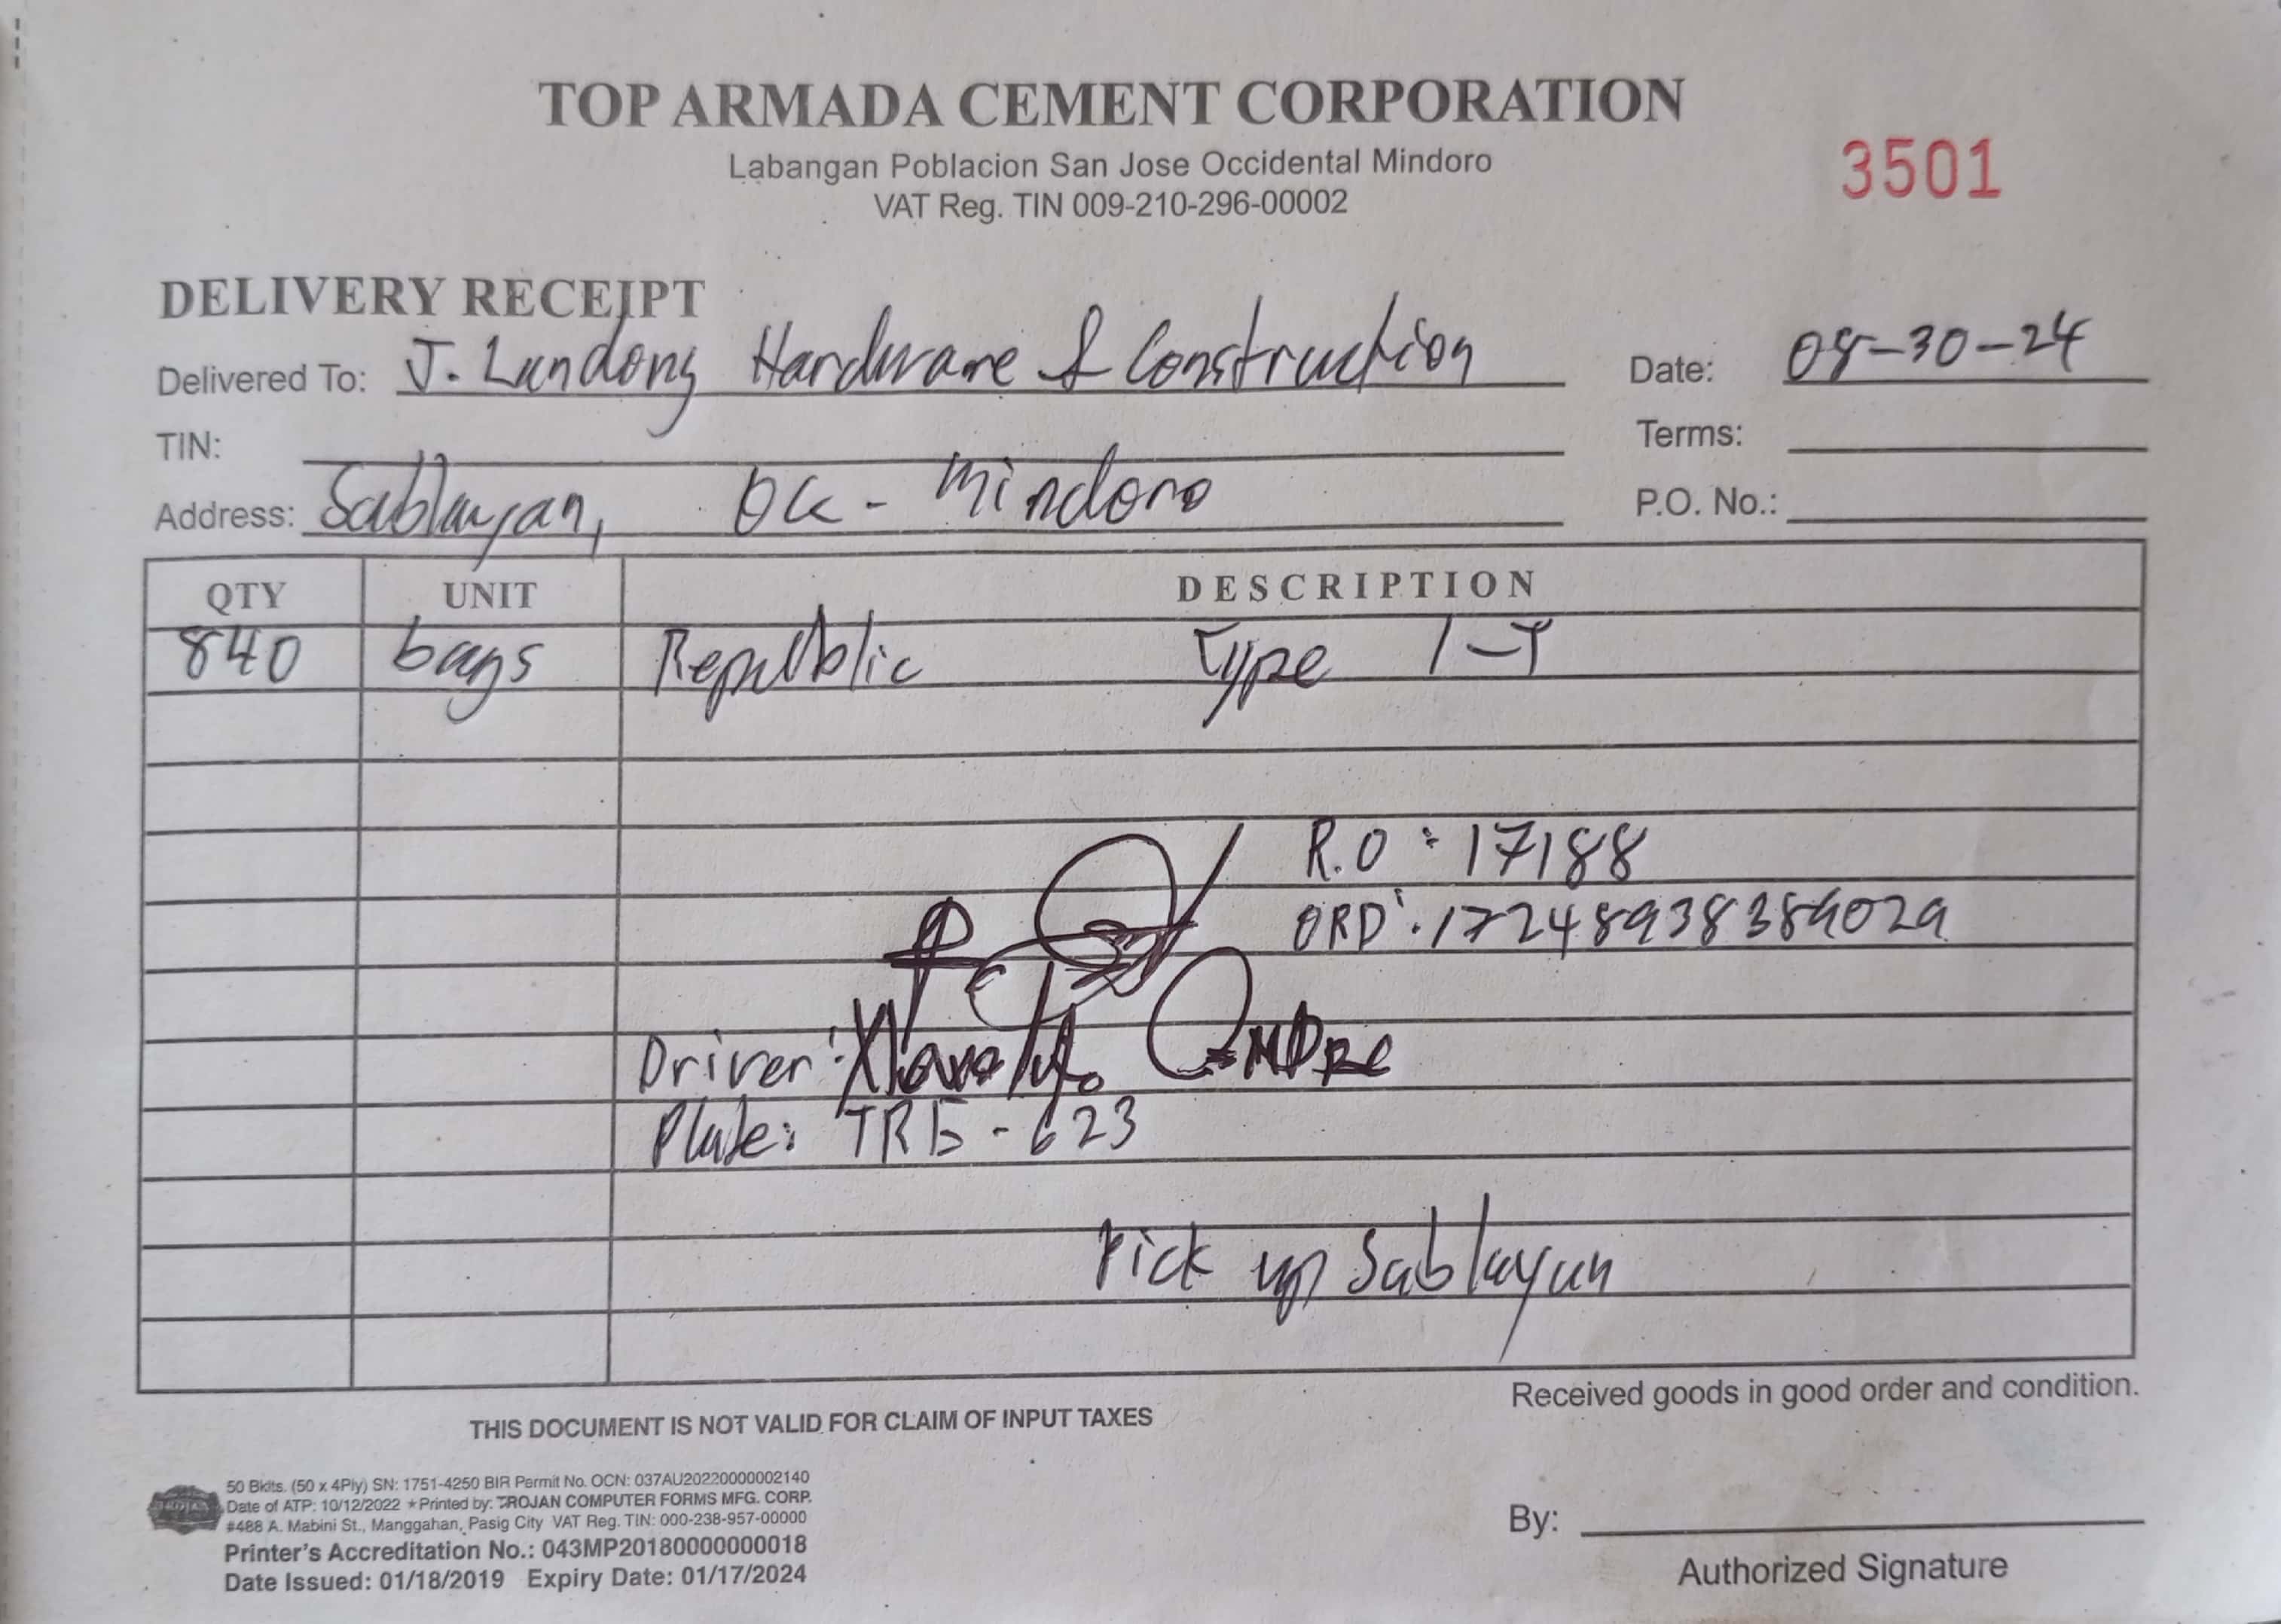 TOP ARMADA CEMENT CORPORATION
Labangan Poblacion San Jose Occidental Mindoro
VAT Reg. TIN 009-210-296-00002
3501
DELIVERY RECEIPT
Delivered To: J. Landong Hardware & Construction Date: 08-30-24
TIN: Terms:
Address: Sablayan, Occ - Mindoro P.O. No.:
QTY UNIT DESCRIPTION
840 bags Republic Type 1-T
R.O : 17188
ORD: 1724893838902
Driver:
Plate: TRB - 623
Pick up Sablayan
Received goods in good order and condition.
THIS DOCUMENT IS NOT VALID FOR CLAIM OF INPUT TAXES
50 Bklts. (50 x 4Ply) SN: 1751-4250 BIR Permit No. OCN: 037AU20220000002140
Date of ATP: 10/12/2022 ★Printed by: TROJAN COMPUTER FORMS MFG. CORP.
#488 A. Mabini St., Manggahan, Pasig City VAT Reg. TIN: 000-238-957-00000
Printer's Accreditation No.: 043MP20180000000018
Date Issued: 01/18/2019 Expiry Date: 01/17/2024
By:
Authorized Signature